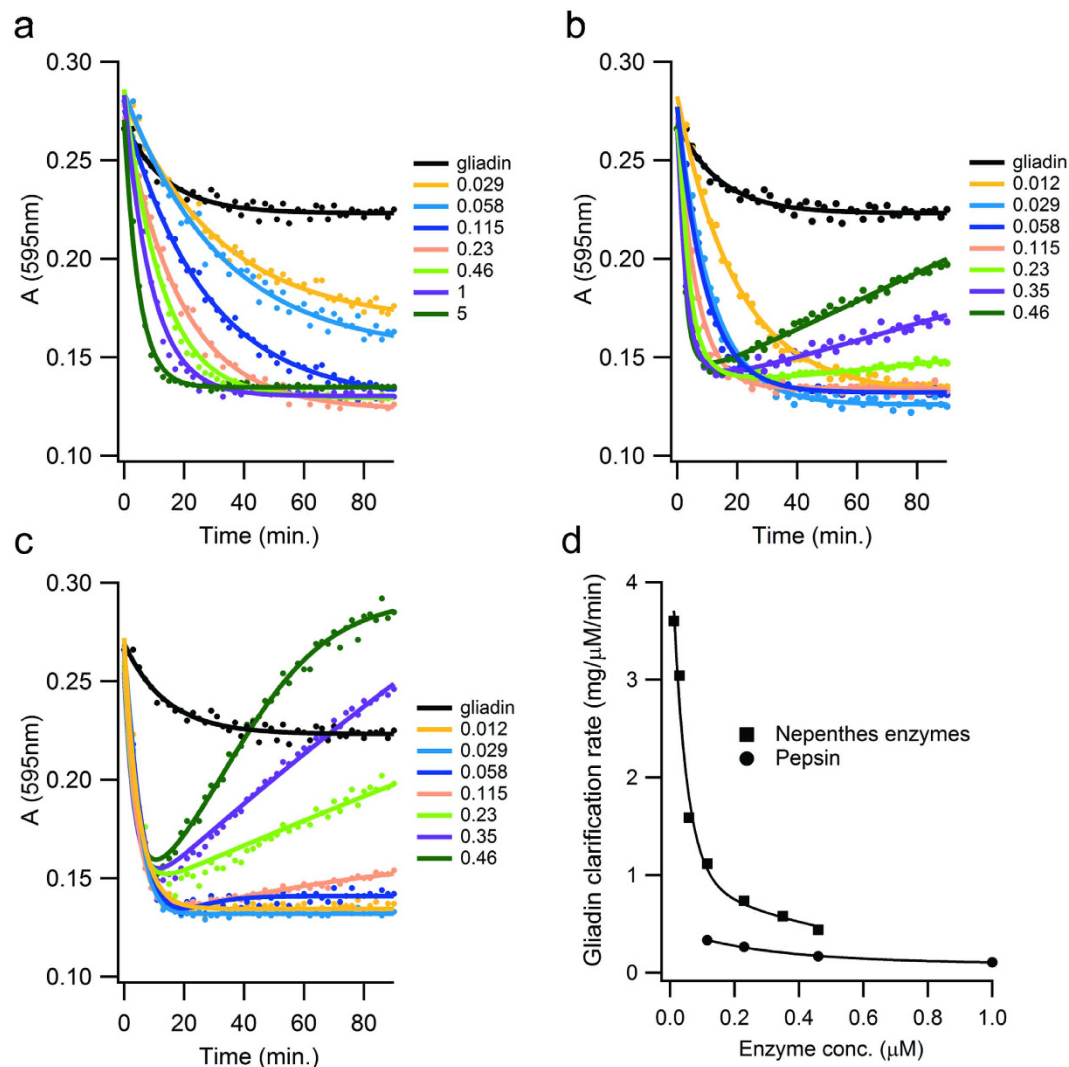 a
0.30
0.25
0.20
0.15
0.10
A (595nm)
0 20 40 60 80
Time (min.)
gliadin
0.029
0.058
0.115
0.23
0.46
1
5
b
0.30
0.25
0.20
0.15
0.10
A (595nm)
0 20 40 60 80
Time (min.)
gliadin
0.012
0.029
0.058
0.115
0.23
0.35
0.46
c
0.30
0.25
0.20
0.15
0.10
A (595nm)
0 20 40 60 80
Time (min.)
gliadin
0.012
0.029
0.058
0.115
0.23
0.35
0.46
d
4
3
2
1
0
Gliadin clarification rate (mg/μM/min)
Nepenthes enzymes
Pepsin
0.0 0.2 0.4 0.6 0.8 1.0
Enzyme conc. (μM)